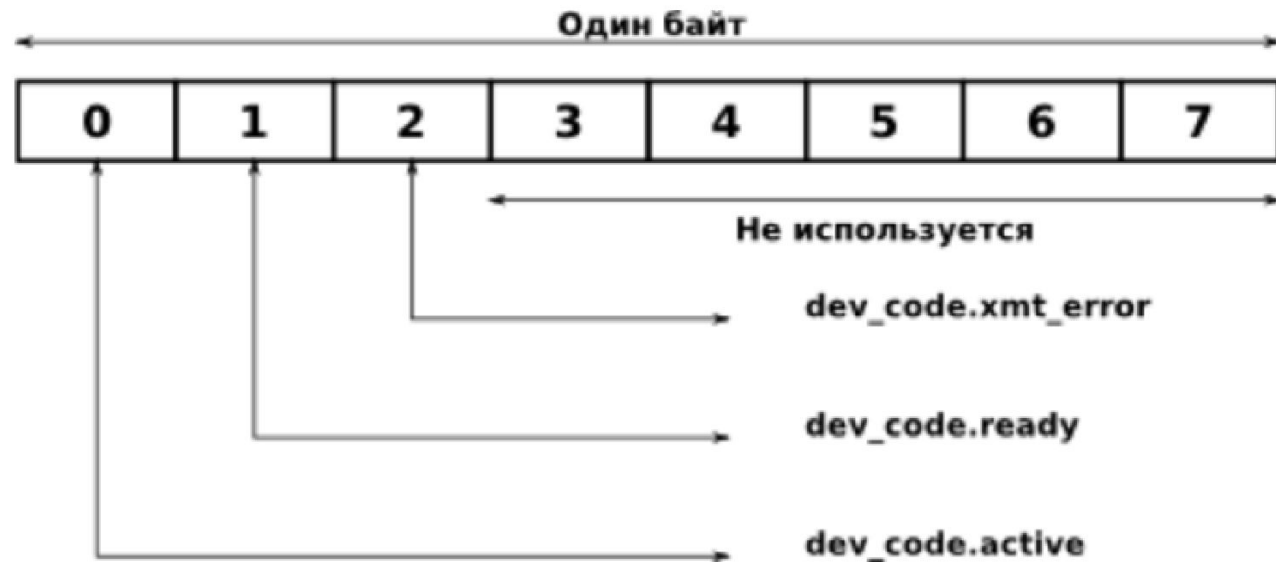 Один байт
0 1 2 3 4 5 6 7
Не используется
dev_code.xmt_error
dev_code.ready
dev_code.active